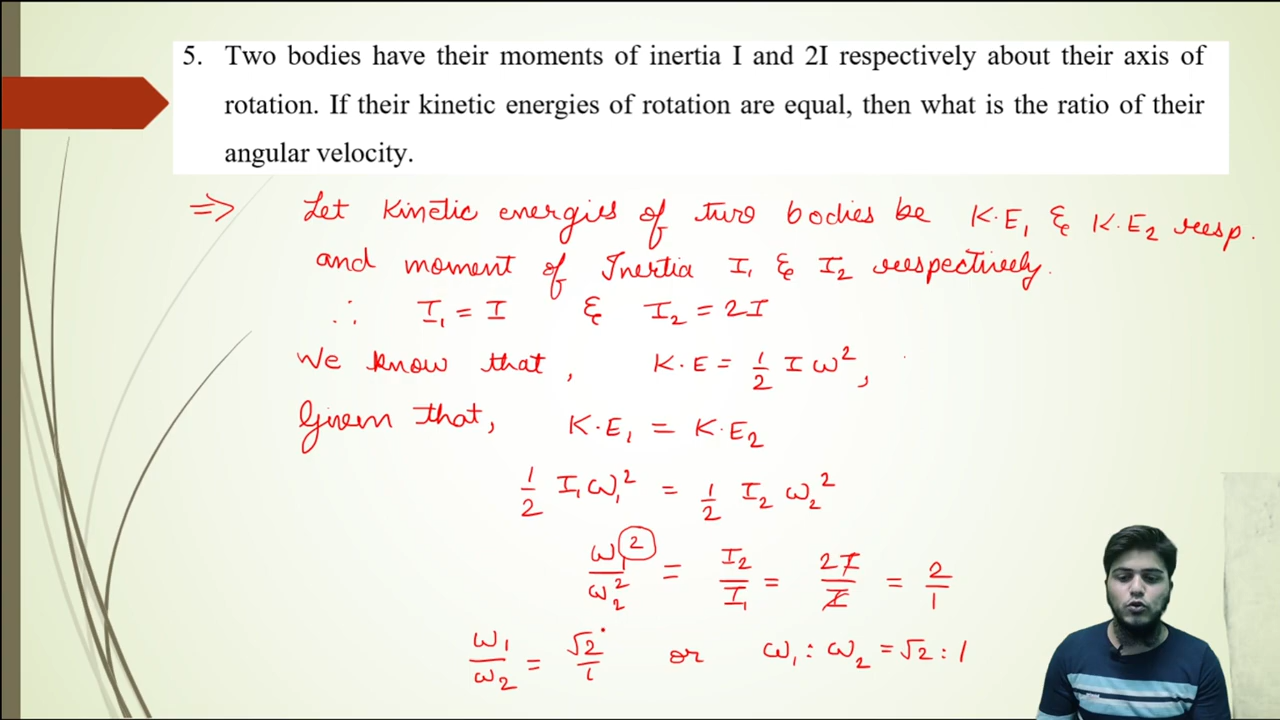 5. Two bodies have their moments of inertia I and 2I respectively about their axis of
rotation. If their kinetic energies of rotation are equal, then what is the ratio of their
angular velocity.
⇒ Let Kinetic energies of two bodies be K.E₁ & K.E₂ resp.
and moment of Inertia I₁ & I₂ respectively.
∴ I₁ = I & I₂ = 2I
We know that, K.E = 1/2 I ω²,
Given that, K.E₁ = K.E₂
1/2 I₁ω₁² = 1/2 I₂ ω₂²
ω₁²/ω₂² = I₂/I₁ = 2I/I = 2/1
ω₁/ω₂ = √2/1 or ω₁ : ω₂ = √2 : 1